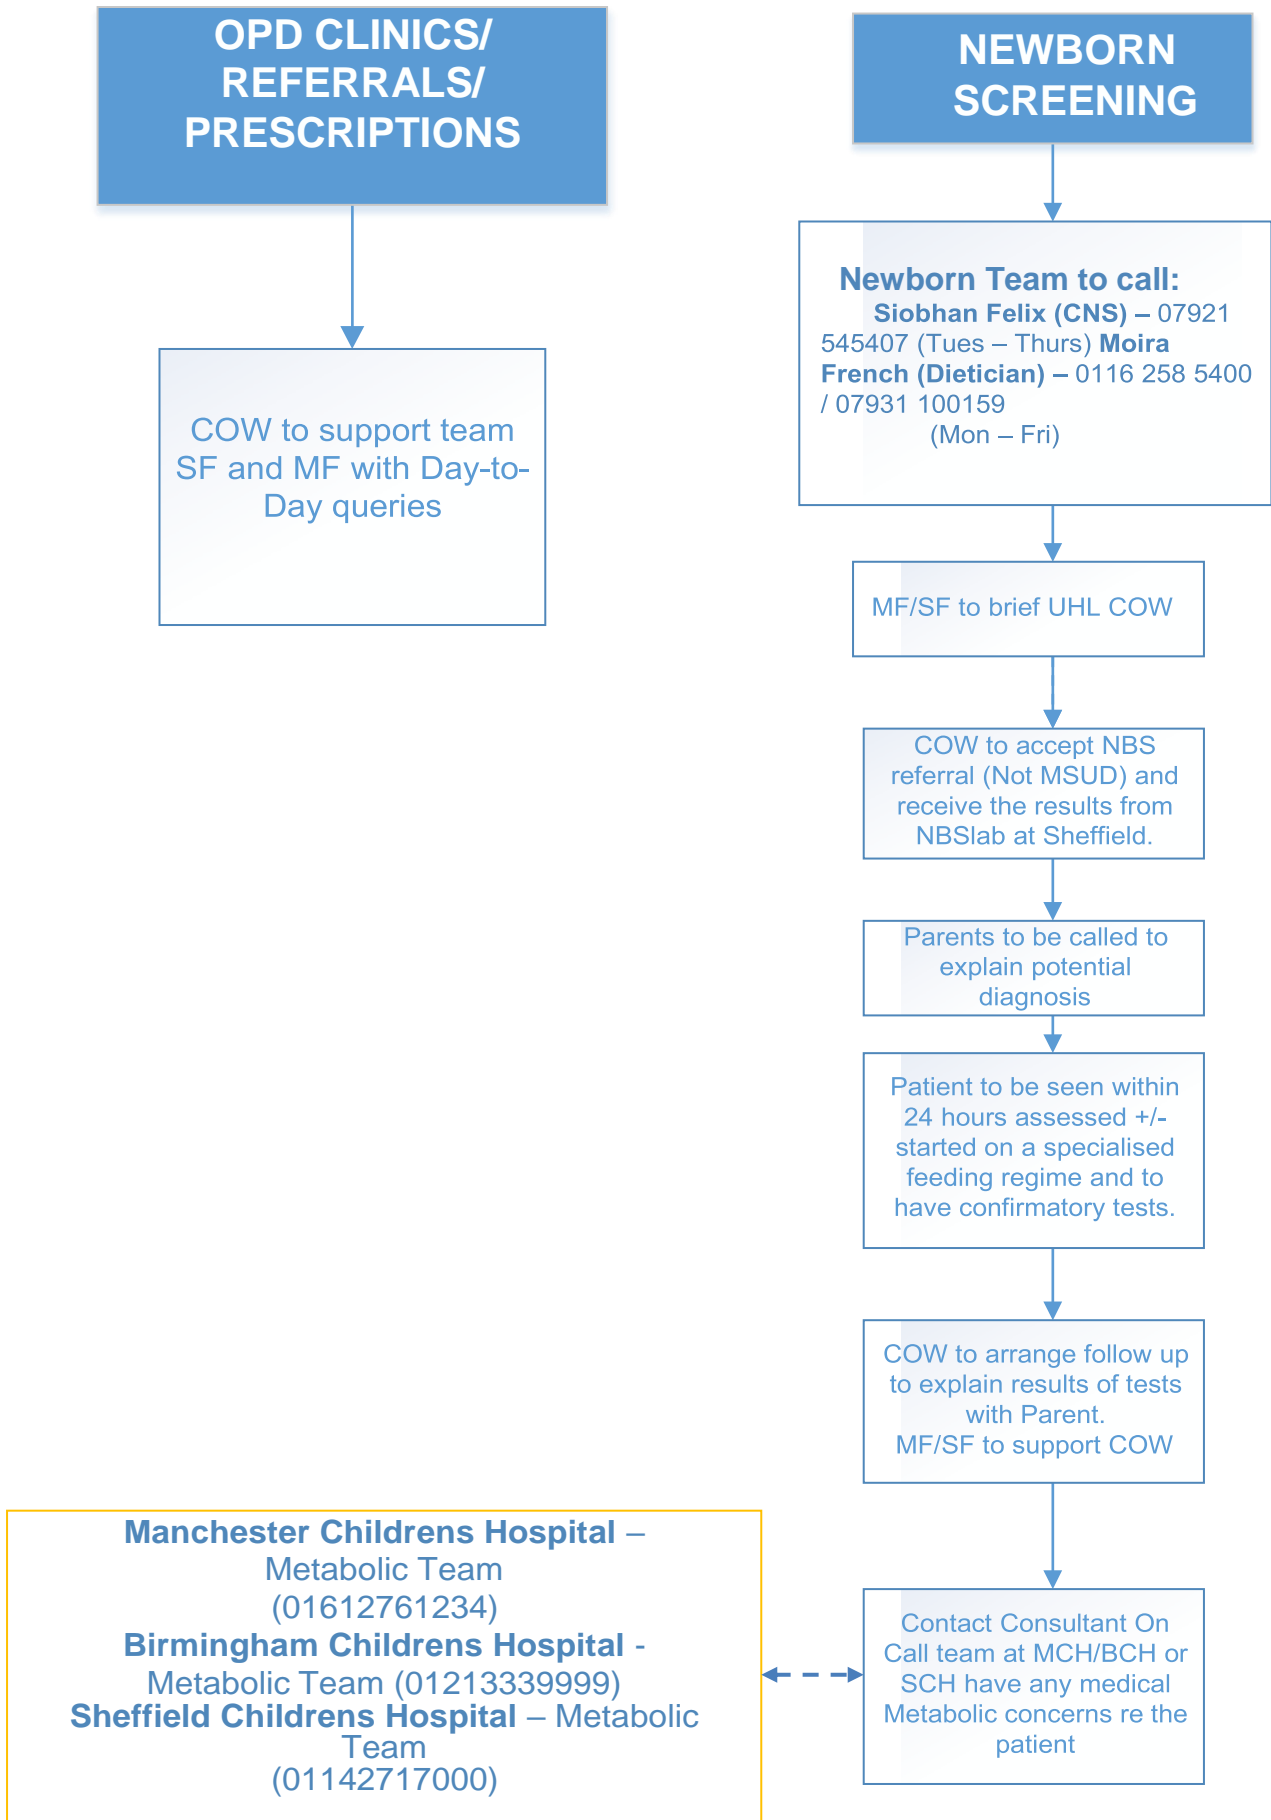 OPD CLINICS/
REFERRALS/
PRESCRIPTIONS
COW to support team
SF and MF with Day-to-
Day queries
NEWBORN
SCREENING
Newborn Team to call:
Siobhan Felix (CNS) – 07921
545407 (Tues – Thurs) Moira
French (Dietician) – 0116 258 5400
/ 07931 100159
(Mon – Fri)
MF/SF to brief UHL COW
COW to accept NBS
referral (Not MSUD) and
receive the results from
NBSlab at Sheffield.
Parents to be called to
explain potential
diagnosis
Patient to be seen within
24 hours assessed +/-
started on a specialised
feeding regime and to
have confirmatory tests.
COW to arrange follow up
to explain results of tests
with Parent.
MF/SF to support COW
Contact Consultant On
Call team at MCH/BCH or
SCH have any medical
Metabolic concerns re the
patient
Manchester Childrens Hospital –
Metabolic Team
(01612761234)
Birmingham Childrens Hospital -
Metabolic Team (01213339999)
Sheffield Childrens Hospital – Metabolic
Team
(01142717000)